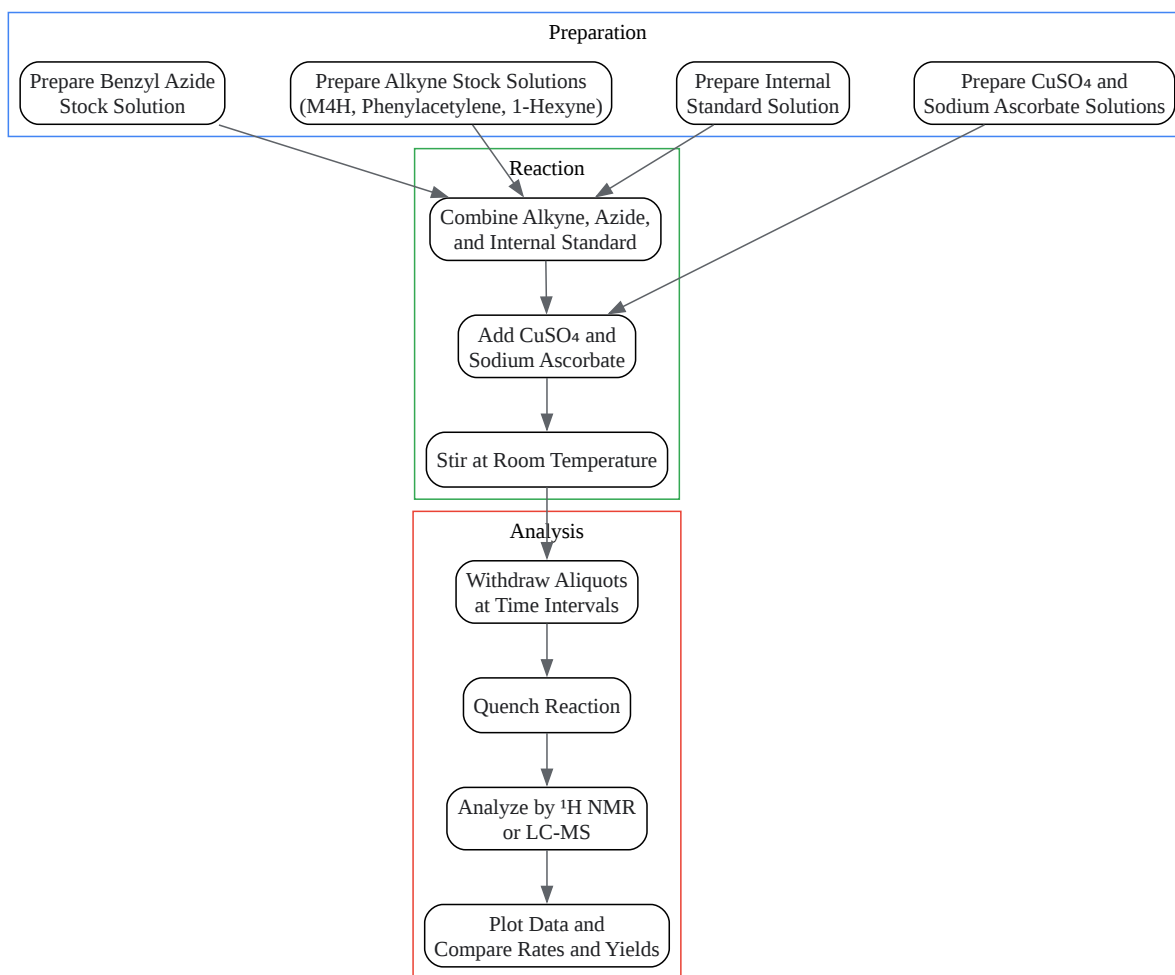 Preparation
Prepare Benzyl Azide
Stock Solution
Prepare Alkyne Stock Solutions
(M4H, Phenylacetylene, 1-Hexyne)
Prepare Internal
Standard Solution
Prepare CuSO₄ and
Sodium Ascorbate Solutions
Reaction
Combine Alkyne, Azide,
and Internal Standard
Add CuSO₄ and
Sodium Ascorbate
Stir at Room Temperature
Analysis
Withdraw Aliquots
at Time Intervals
Quench Reaction
Analyze by ¹H NMR
or LC-MS
Plot Data and
Compare Rates and Yields